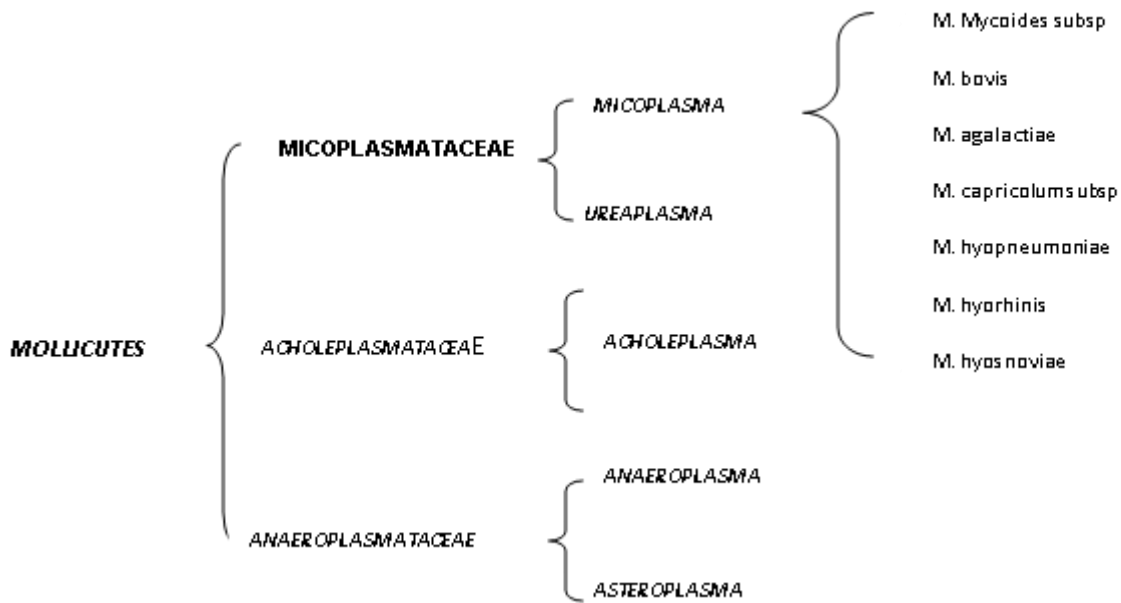 M. Mycoides subsp
M. bovis
MICOPLASMA
M. agalactiae
MICOPLASMATACEAE
M. capricolum subsp
UREAPLASMA
M. hyopneumoniae
M. hyorhinis
MOLLICUTES
ACHOLEPLASMATACEAE
ACHOLEPLASMA
M. hyosnoviae
ANAEROPLASMA
ANAEROPLASMATACEAE
ASTEROPLASMA